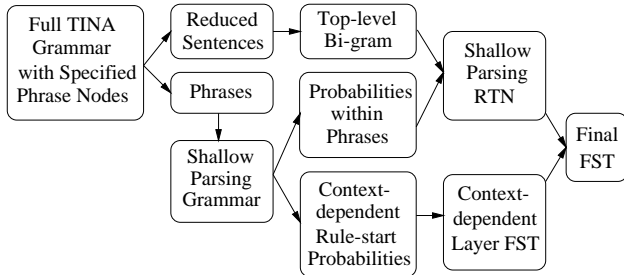 Full TINA
Grammar
with Specified
Phrase Nodes
Reduced
Sentences
Top-level
Bi-gram
Phrases
Shallow
Parsing
Grammar
Probabilities
within
Phrases
Context-
dependent
Rule-start
Probabilities
Shallow
Parsing
RTN
Context-
dependent
Layer FST
Final
FST